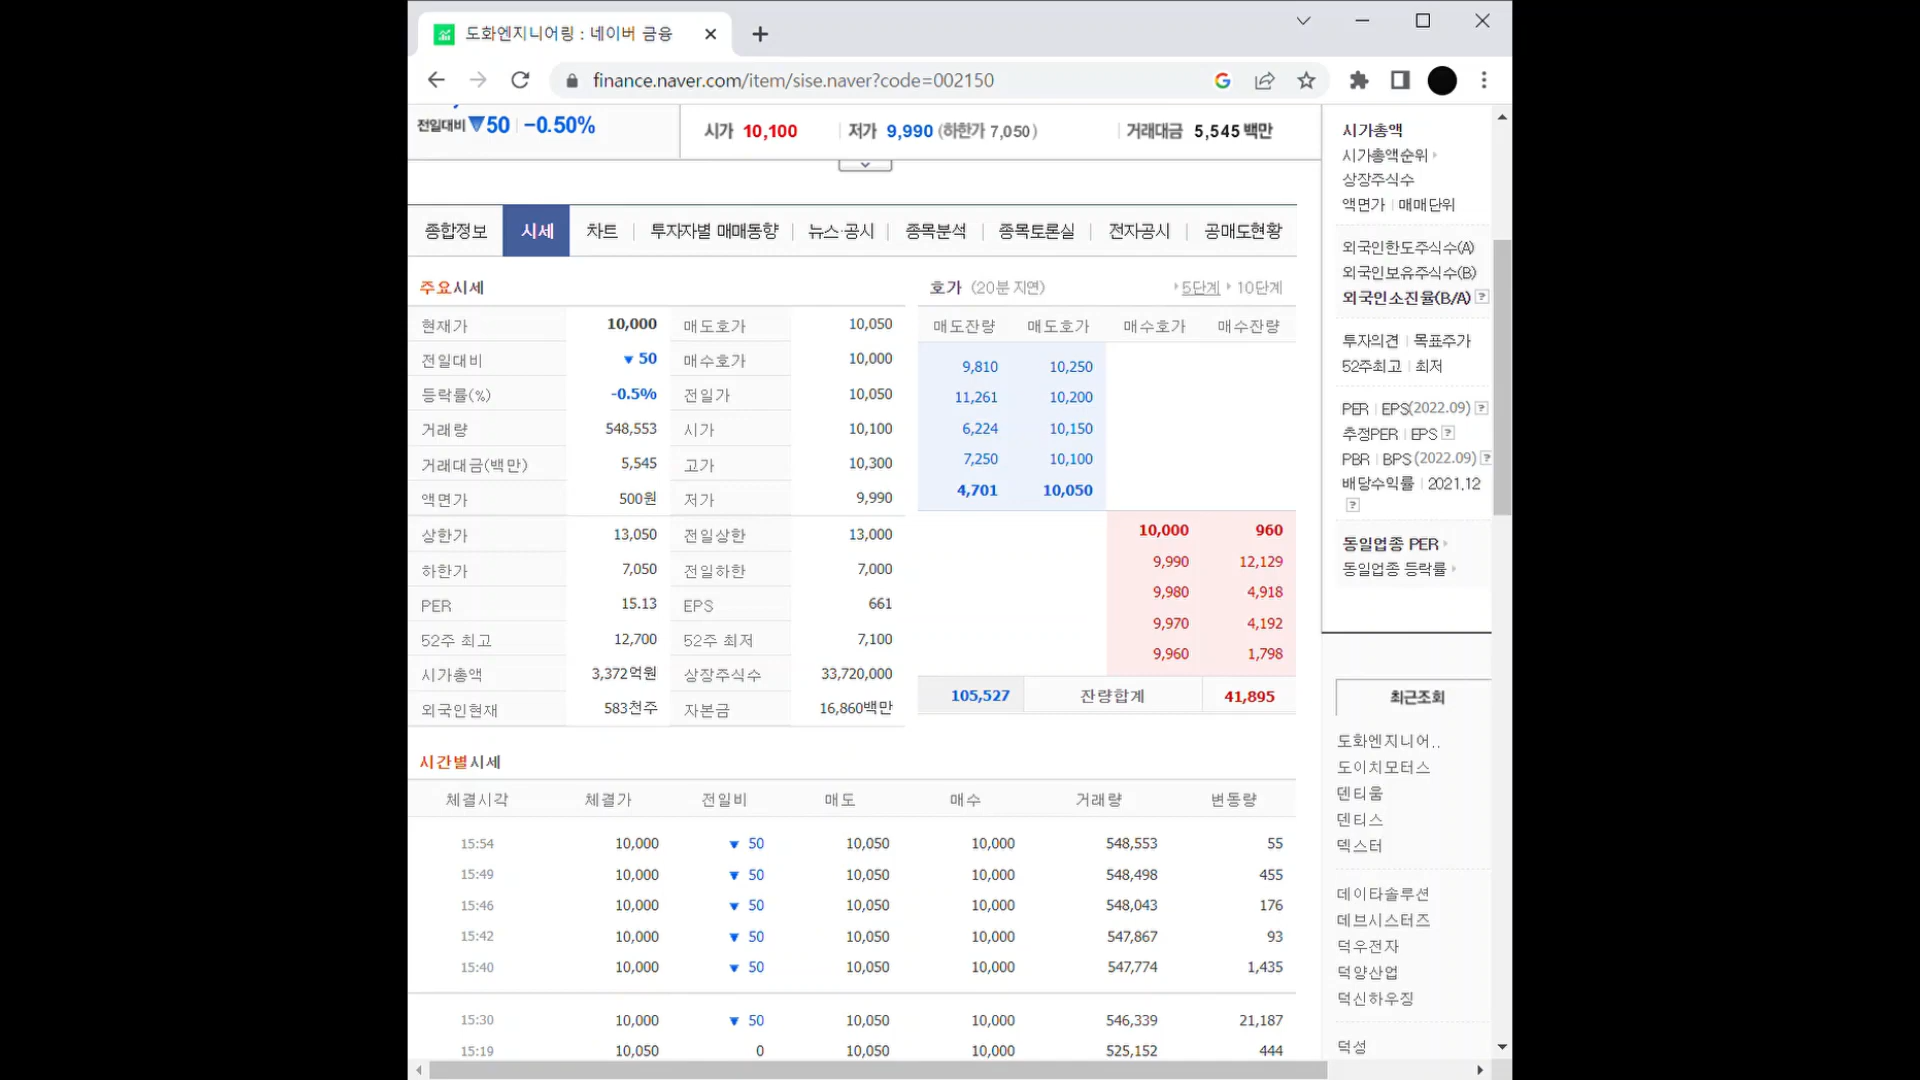 도화엔지니어링 : 네이버 금융
finance.naver.com/item/sise.naver?code=002150
전일대비 ▼50 | -0.50%
시가 10,100 저가 9,990 (하한가 7,050) 거래대금 5,545 백만
종합정보 시세 차트 투자자별 매매동향 뉴스·공시 종목분석 종목토론실 전자공시 공매도현황
주요시세
현재가 10,000 매도호가 10,050
전일대비 ▼ 50 매수호가 10,000
등락률(%) -0.5% 전일가 10,050
거래량 548,553 시가 10,100
거래대금(백만) 5,545 고가 10,300
액면가 500원 저가 9,990
상한가 13,050 전일상한 13,000
하한가 7,050 전일하한 7,000
PER 15.13 EPS 661
52주 최고 12,700 52주 최저 7,100
시가총액 3,372억원 상장주식수 33,720,000
외국인현재 583천주 자본금 16,860백만
호가 (20분 지연) 5단계 10단계
매도잔량 매도호가 매수호가 매수잔량
9,810 10,250
11,261 10,200
6,224 10,150
7,250 10,100
4,701 10,050
10,000 960
9,990 12,129
9,980 4,918
9,970 4,192
9,960 1,798
105,527 잔량합계 41,895
시간별시세
체결시각 체결가 전일비 매도 매수 거래량 변동량
15:54 10,000 ▼ 50 10,050 10,000 548,553 55
15:49 10,000 ▼ 50 10,050 10,000 548,498 455
15:46 10,000 ▼ 50 10,050 10,000 548,043 176
15:42 10,000 ▼ 50 10,050 10,000 547,867 93
15:40 10,000 ▼ 50 10,050 10,000 547,774 1,435
15:30 10,000 ▼ 50 10,050 10,000 546,339 21,187
15:19 10,050 0 10,050 10,000 525,152 444
시가총액
시가총액순위
상장주식수
액면가 | 매매단위
외국인한도주식수(A)
외국인보유주식수(B)
외국인소진율(B/A) ?
투자의견 | 목표주가
52주최고 | 최저
PER | EPS(2022.09) ?
추정PER | EPS ?
PBR | BPS (2022.09) ?
배당수익률 | 2021.12
?
동일업종 PER
동일업종 등락률
최근조회
도화엔지니어..
도이치모터스
덴티움
덴티스
덱스터
데이타솔루션
데브시스터즈
덕우전자
덕양산업
덕신하우징
덕성